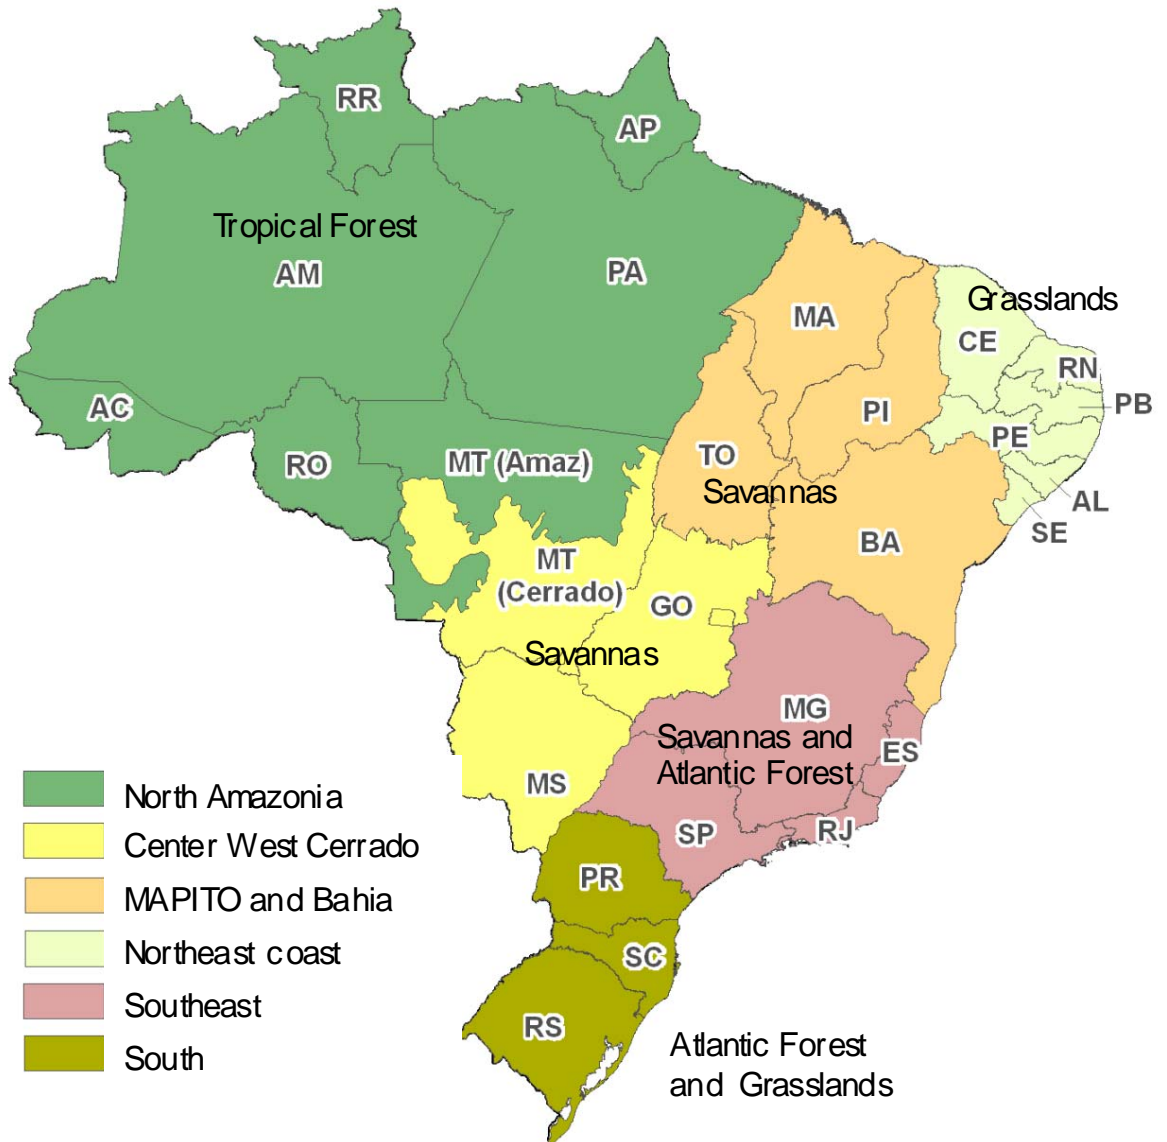 RR
AP
Tropical Forest
AM
PA
Grasslands
MA
CE
RN
AC
PI
PB
PE
RO
MT (Amaz)
TO
Savannas
AL
SE
BA
MT
(Cerrado)
GO
Savannas
MG
Savannas and
Atlantic Forest
ES
MS
SP
RJ
PR
SC
RS
Atlantic Forest
and Grasslands
North Amazonia
Center West Cerrado
MAPITO and Bahia
Northeast coast
Southeast
South